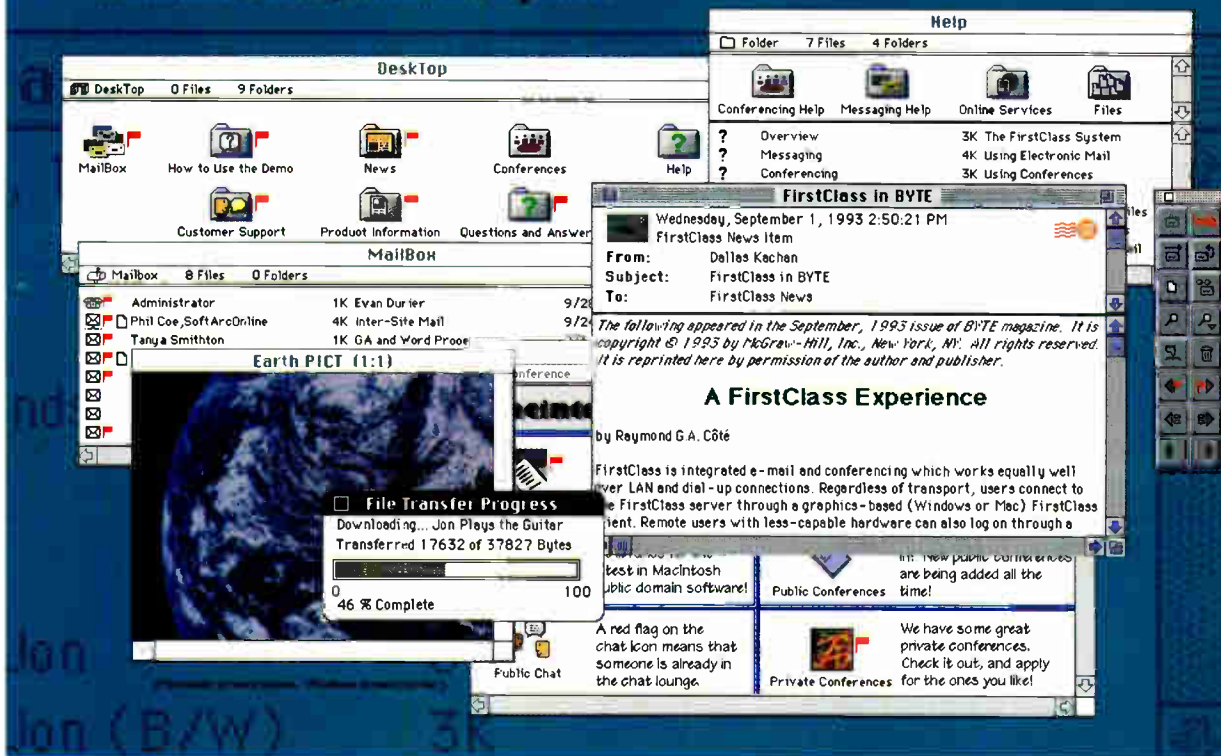 Help
Folder 7 Files 4 Folders
Conferencing Help Messaging Help Online Services Files
? Overview 3K The FirstClass System
? Messaging 4K Using Electronic Mail
? Conferencing 3K Using Conferences
DeskTop
DeskTop 0 Files 9 Folders
MailBox How to Use the Demo News Conferences Help
Customer Support Product Information Questions and Answer
MailBox
Mailbox 8 Files 0 Folders
Administrator 1K Evan Durier 9/28
Phil Coe,SoftArcOnline 4K Inter-Site Mail 9/24
Tanya Smithton 1K GA and Word Proce
Earth PICT (1:1)
File Transfer Progress
Downloading... Jon Plays the Guitar
Transferred 17632 of 37827 Bytes
0 100
46 % Complete
FirstClass in BYTE
Wednesday, September 1, 1993 2:50:21 PM
FirstClass News Item
From: Dallas Kachan
Subject: FirstClass in BYTE
To: FirstClass News
The following appeared in the September, 1993 issue of BYTE magazine. It is
copyright © 1993 by McGraw-Hill, Inc., New York, NY. All rights reserved.
It is reprinted here by permission of the author and publisher.
A FirstClass Experience
by Raymond G.A. Côté
FirstClass is integrated e-mail and conferencing which works equally well
over LAN and dial-up connections. Regardless of transport, users connect to
the FirstClass server through a graphics-based (Windows or Mac) FirstClass
client. Remote users with less-capable hardware can also log on through a
test in Macintosh
ublic domain software!
Public Conferences
in! New public conferences
are being added all the
time!
Public Chat
A red flag on the
chat icon means that
someone is already in
the chat lounge.
Private Conferences
We have some great
private conferences.
Check it out, and apply
for the ones you like!
Jon
Jon (B/W) 3K